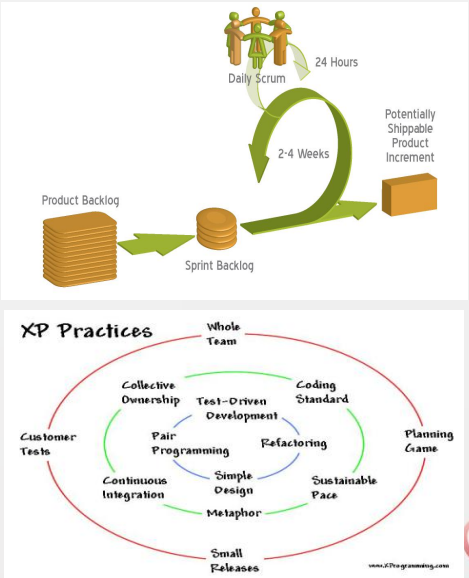 Daily Scrum
24 Hours
2-4 Weeks
Potentially
Shippable
Product
Increment
Product Backlog
Sprint Backlog
XP Practices
Whole
Team
Collective
Ownership
Test-Driven
Development
Coding
Standard
Customer
Tests
Pair
Programming
Refactoring
Planning
Game
Continuous
Integration
Simple
Design
Sustainable
Pace
Metaphor
Small
Releases
www.XProgramming.com